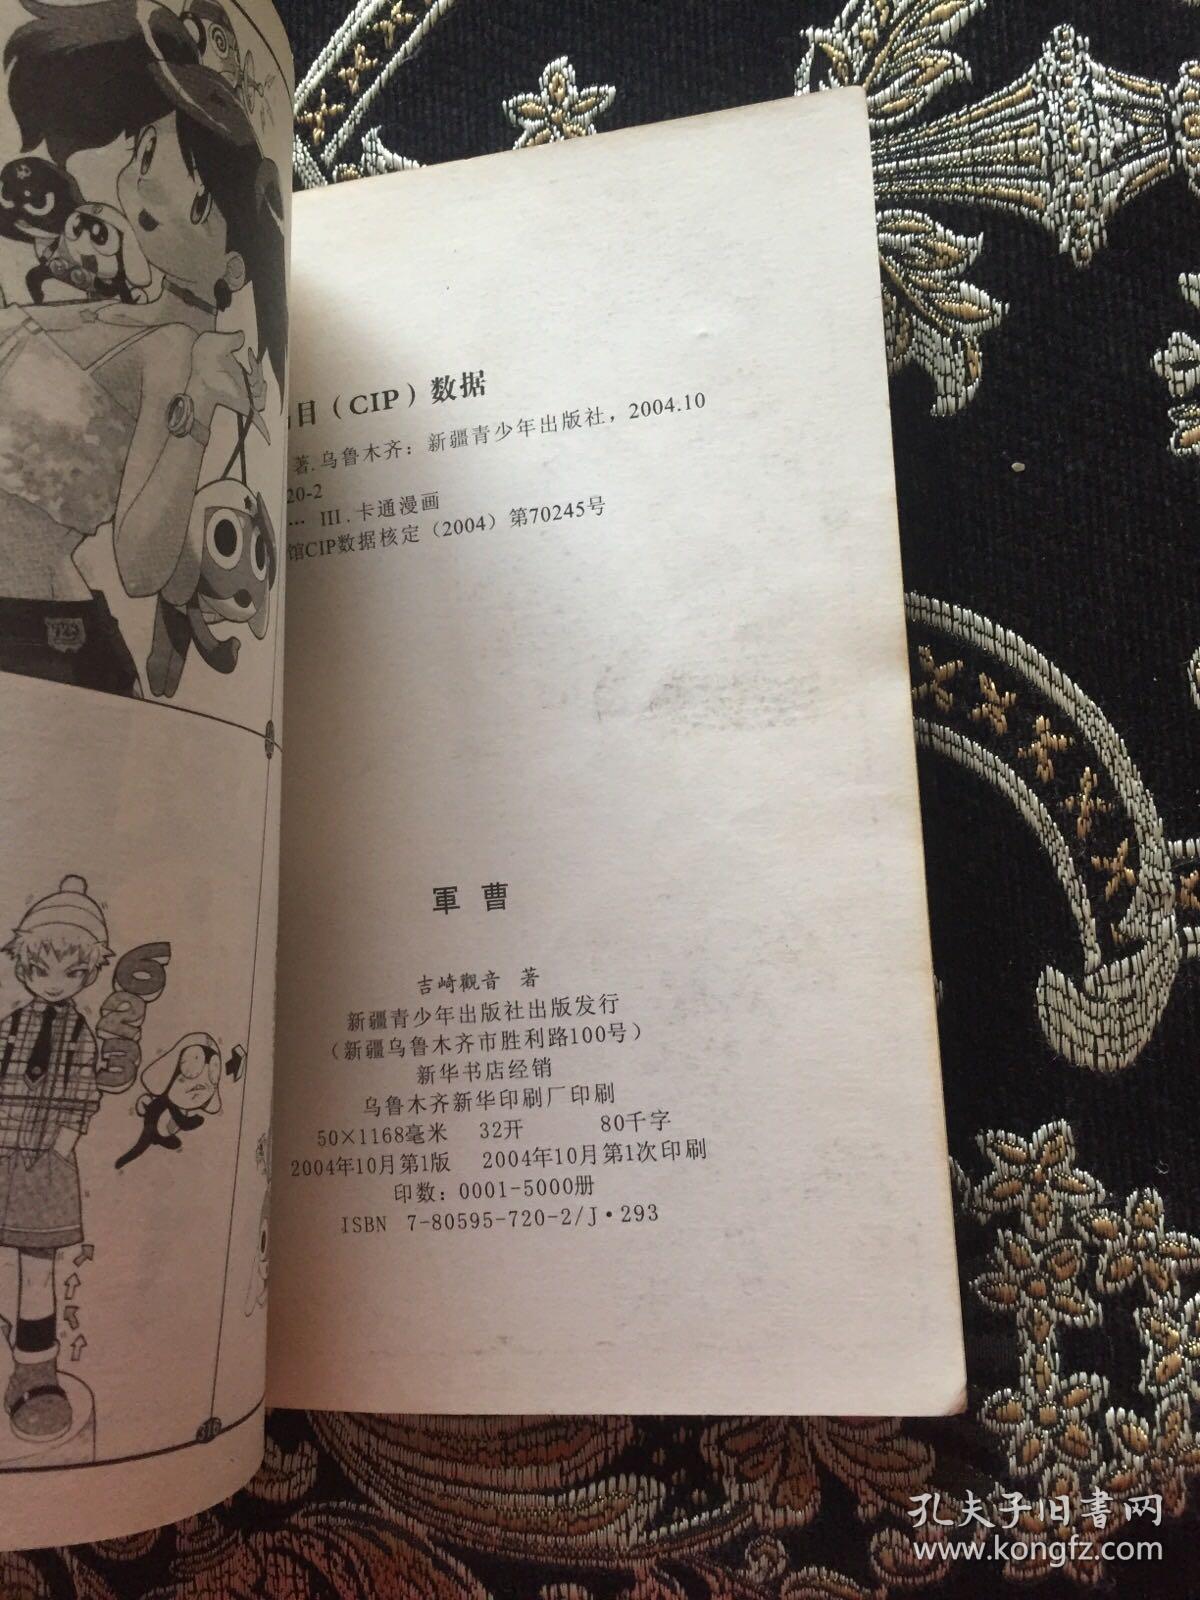 目（CIP）数据
著.乌鲁木齐：新疆青少年出版社，2004.10
20-2
… III.卡通漫画
馆CIP数据核定（2004）第70245号
軍曹
吉崎觀音 著
新疆青少年出版社出版发行
（新疆乌鲁木齐市胜利路100号）
新华书店经销
乌鲁木齐新华印刷厂印刷
50×1168毫米 32开 80千字
2004年10月第1版 2004年10月第1次印刷
印数：0001-5000册
ISBN 7-80595-720-2/J·293
623
723
316
孔夫子旧書网
www.kongfz.com